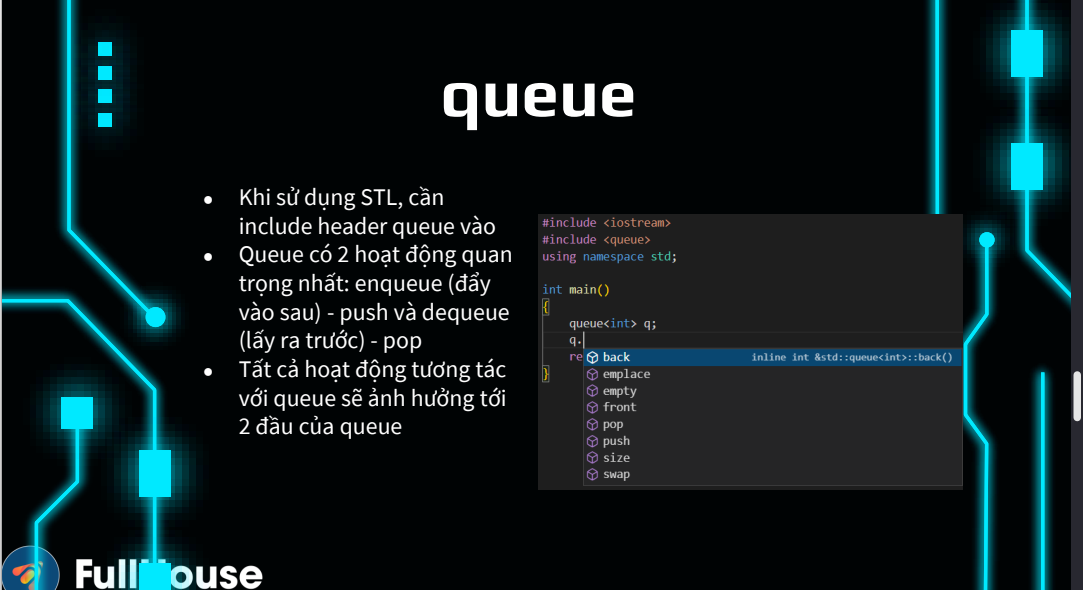 queue
● Khi sử dụng STL, cần
include header queue vào
● Queue có 2 hoạt động quan
trọng nhất: enqueue (đẩy
vào sau) - push và dequeue
(lấy ra trước) - pop
● Tất cả hoạt động tương tác
với queue sẽ ảnh hưởng tới
2 đầu của queue
#include <iostream>
#include <queue>
using namespace std;
int main()
{
queue<int> q;
q.
re
back inline int &std::queue<int>::back()
emplace
empty
front
pop
push
size
swap
}
FullHouse